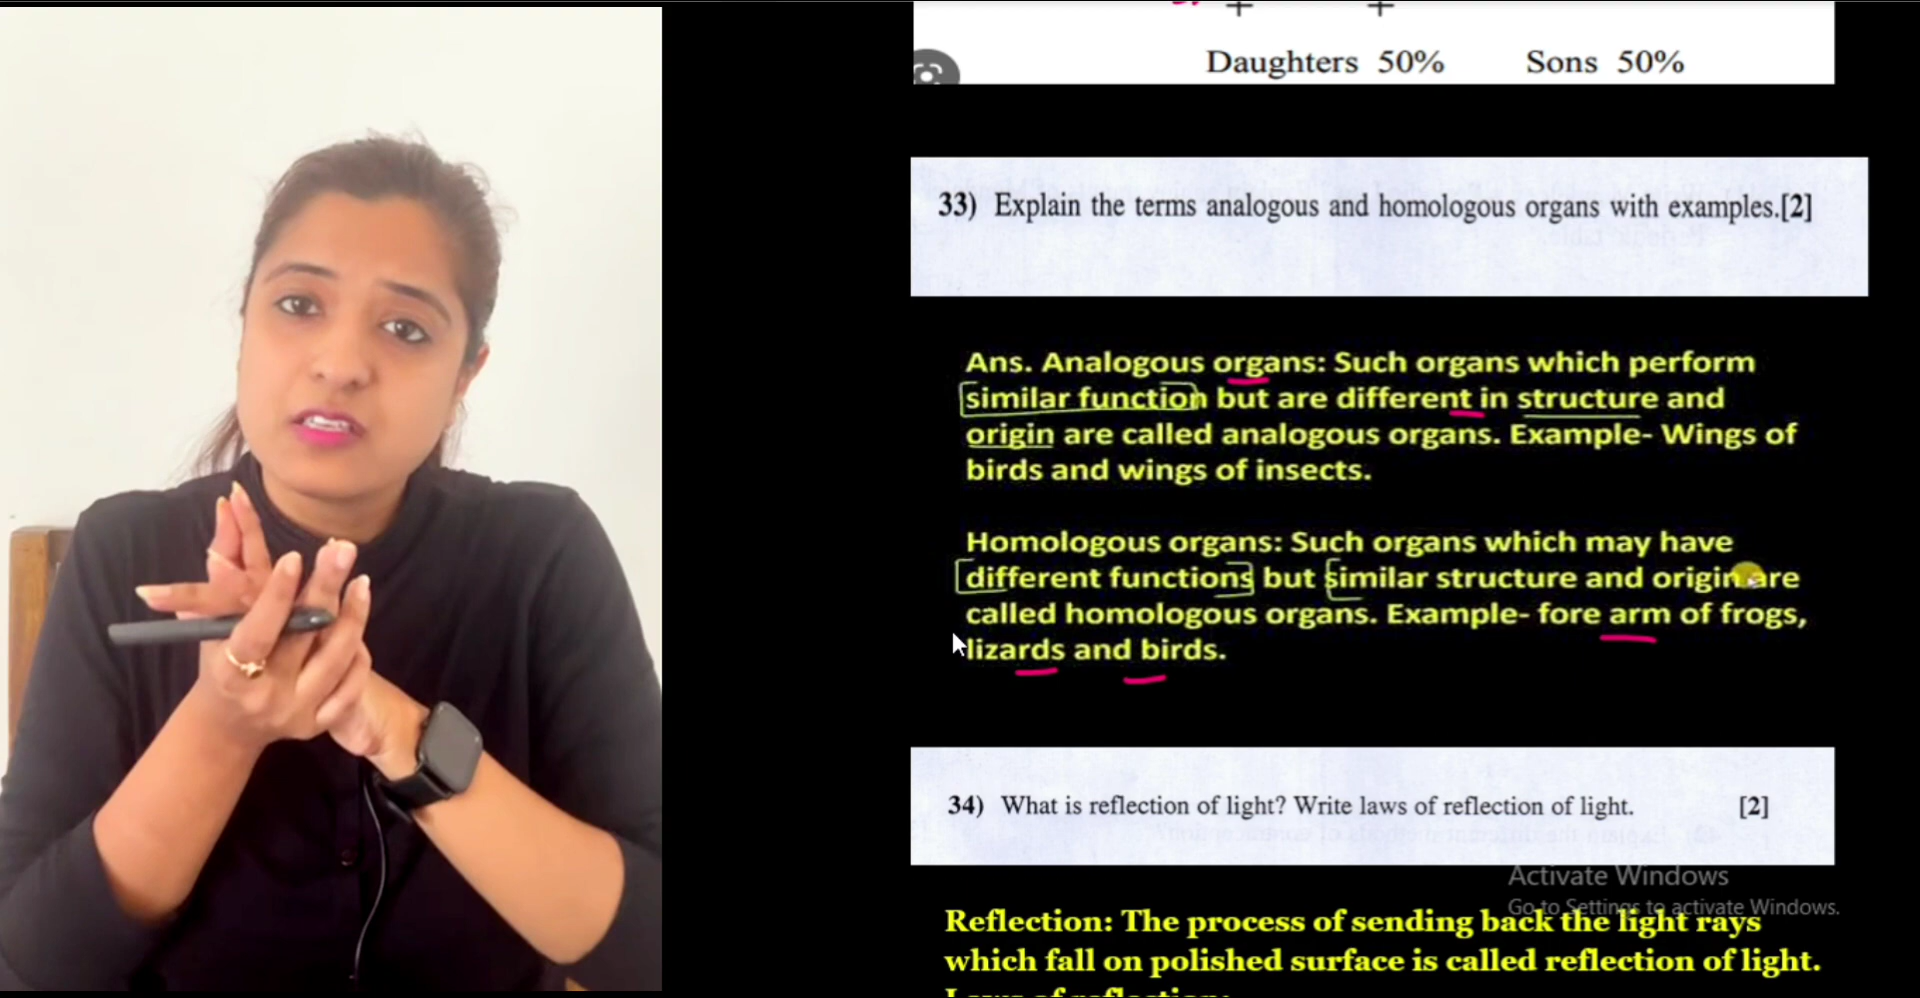 Daughters 50% Sons 50%
33) Explain the terms analogous and homologous organs with examples.[2]
Ans. Analogous organs: Such organs which perform
similar function but are different in structure and
origin are called analogous organs. Example- Wings of
birds and wings of insects.
Homologous organs: Such organs which may have
different functions but similar structure and origin are
called homologous organs. Example- fore arm of frogs,
lizards and birds.
34) What is reflection of light? Write laws of reflection of light. [2]
Activate Windows
Go to Settings to activate Windows.
Reflection: The process of sending back the light rays
which fall on polished surface is called reflection of light.
Laws of reflection: